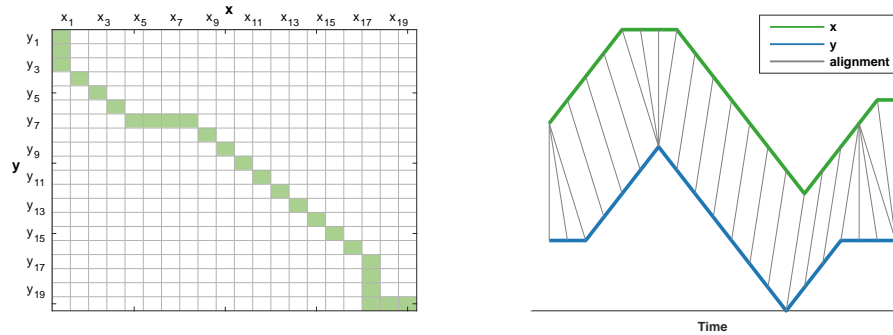 x
x1 x3 x5 x7 x9 x11 x13 x15 x17 x19
y1
y3
y5
y7
y9
y
y11
y13
y15
y17
y19
x
y
alignment
Time